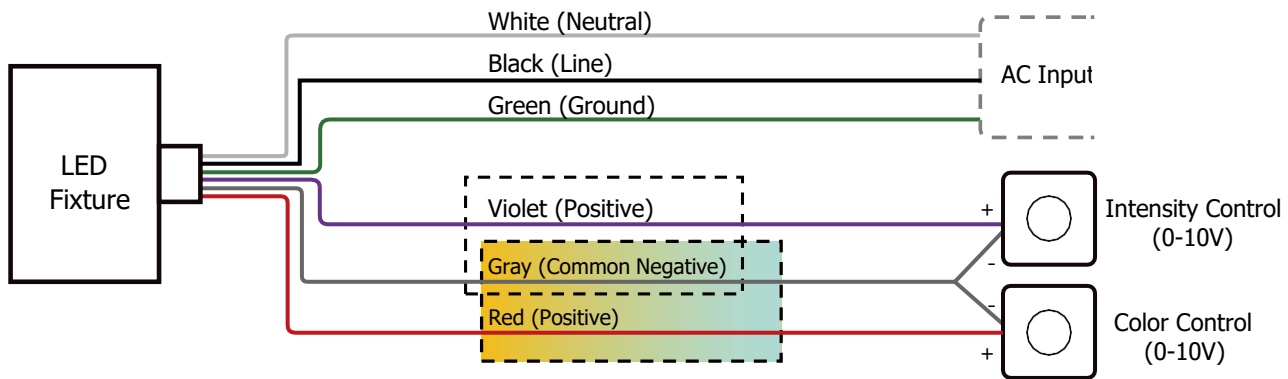 White (Neutral)
Black (Line)
AC Input
Green (Ground)
LED
Fixture
Violet (Positive)
+
Intensity Control
(0-10V)
-
Gray (Common Negative)
-
Red (Positive)
+
Color Control
(0-10V)